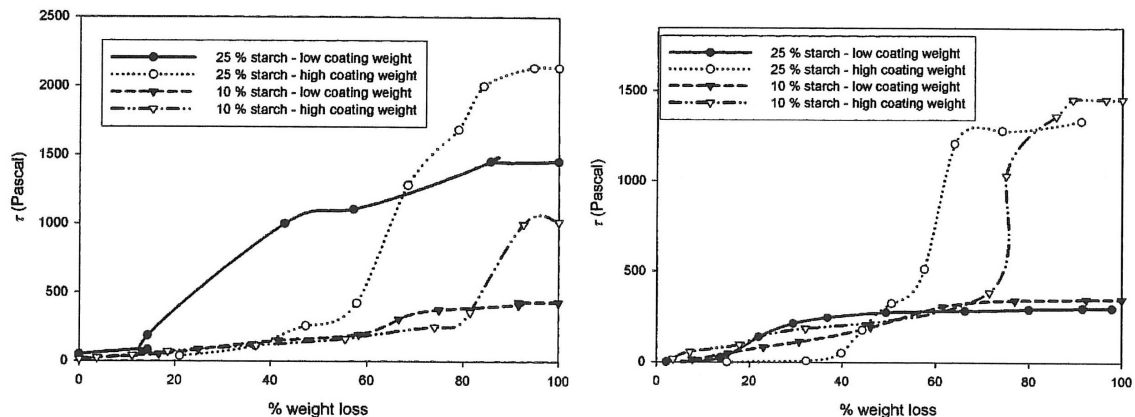 2500
2000
1500
1000
500
0
τ (Pascal)
25 % starch - low coating weight
25 % starch - high coating weight
10 % starch - low coating weight
10 % starch - high coating weight
0 20 40 60 80 100
% weight loss
1500
1000
500
0
τ (Pascal)
25 % starch - low coating weight
25 % starch - high coating weight
10 % starch - low coating weight
10 % starch - high coating weight
0 20 40 60 80 100
% weight loss